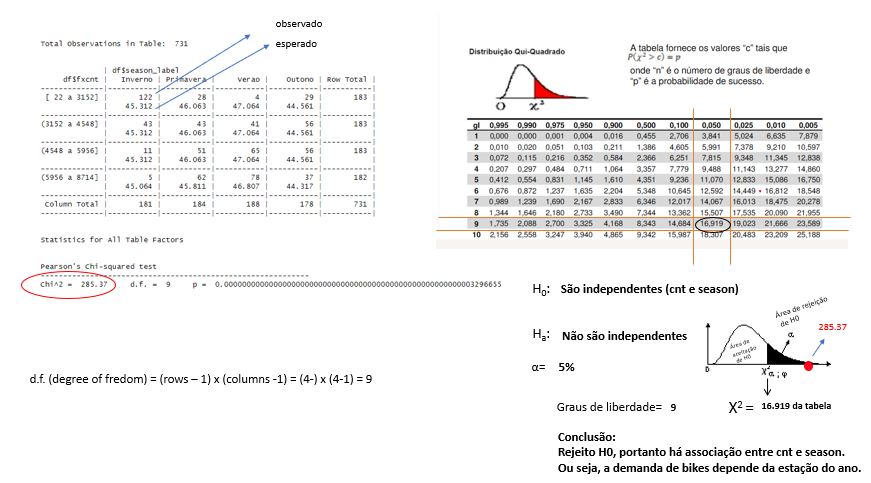 observado
esperado
Total Observations in Table: 731
| df$season_label
df$fxcnt | Inverno | Primavera | Verao | Outono | Row Total |
[ 22 a 3152] | 122 | 28 | 4 | 29 | 183 |
| 45.312 | 46.063 | 47.064 | 44.561 | |
(3152 a 4548] | 43 | 43 | 41 | 56 | 183 |
| 45.312 | 46.063 | 47.064 | 44.561 | |
(4548 a 5956] | 11 | 51 | 65 | 56 | 183 |
| 45.312 | 46.063 | 47.064 | 44.561 | |
(5956 a 8714] | 5 | 62 | 78 | 37 | 182 |
| 45.064 | 45.811 | 46.807 | 44.317 | |
Column Total | 181 | 184 | 188 | 178 | 731 |
Statistics for All Table Factors
Pearson's Chi-squared test
Chi^2 = 285.37 d.f. = 9 p =
d.f. (degree of fredom) = (rows – 1) x (columns -1) = (4-) x (4-1) = 9
Distribuição Qui-Quadrado
A tabela fornece os valores “c” tais que
P(χ² > c) = p
onde “n” é o número de graus de liberdade e
“p” é a probabilidade de sucesso.
O χ²
gl 0,995 0,990 0,975 0,950 0,900 0,500 0,100 0,050 0,025 0,010 0,005
1 0,000 0,000 0,001 0,004 0,016 0,455 2,706 3,841 5,024 6,635 7,879
2 0,010 0,020 0,051 0,103 0,211 1,386 4,605 5,991 7,378 9,210 10,597
3 0,072 0,115 0,216 0,352 0,584 2,366 6,251 7,815 9,348 11,345 12,838
4 0,207 0,297 0,484 0,711 1,064 3,357 7,779 9,488 11,143 13,277 14,860
5 0,412 0,554 0,831 1,145 1,610 4,351 9,236 11,070 12,833 15,086 16,750
6 0,676 0,872 1,237 1,635 2,204 5,348 10,645 12,592 14,449 16,812 18,548
7 0,989 1,239 1,690 2,167 2,833 6,346 12,017 14,067 16,013 18,475 20,278
8 1,344 1,646 2,180 2,733 3,490 7,344 13,362 15,507 17,535 20,090 21,955
9 1,735 2,088 2,700 3,325 4,168 8,343 14,684 16,919 19,023 21,666 23,589
10 2,156 2,558 3,247 3,940 4,865 9,342 15,987 18,307 20,483 23,209 25,188
H0: São independentes (cnt e season)
Ha: Não são independentes
α= 5%
Graus de liberdade= 9
Área de rejeição
de H0
α
285.37
Área de
aceitação
de H0
X² = 16.919 da tabela
Conclusão:
Rejeito H0, portanto há associação entre cnt e season.
Ou seja, a demanda de bikes depende da estação do ano.